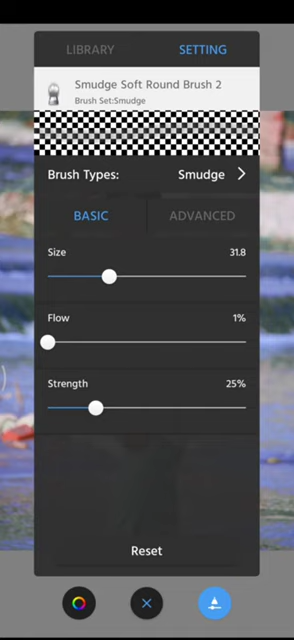 LIBRARY
SETTING
Smudge Soft Round Brush 2
Brush Set:Smudge
Brush Types: Smudge
BASIC
ADVANCED
Size 31.8
Flow 1%
Strength 25%
Reset